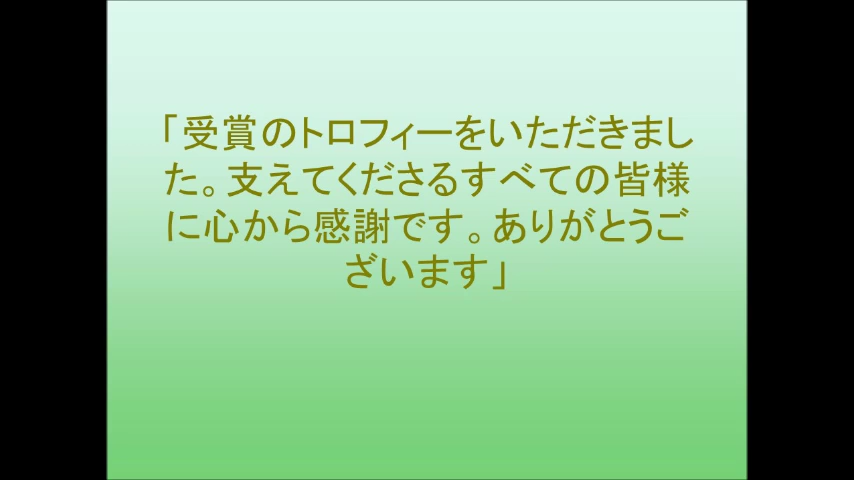 「受賞のトロフィーをいただきまし
た。支えてくださるすべての皆様
に心から感謝です。ありがとうご
ざいます」